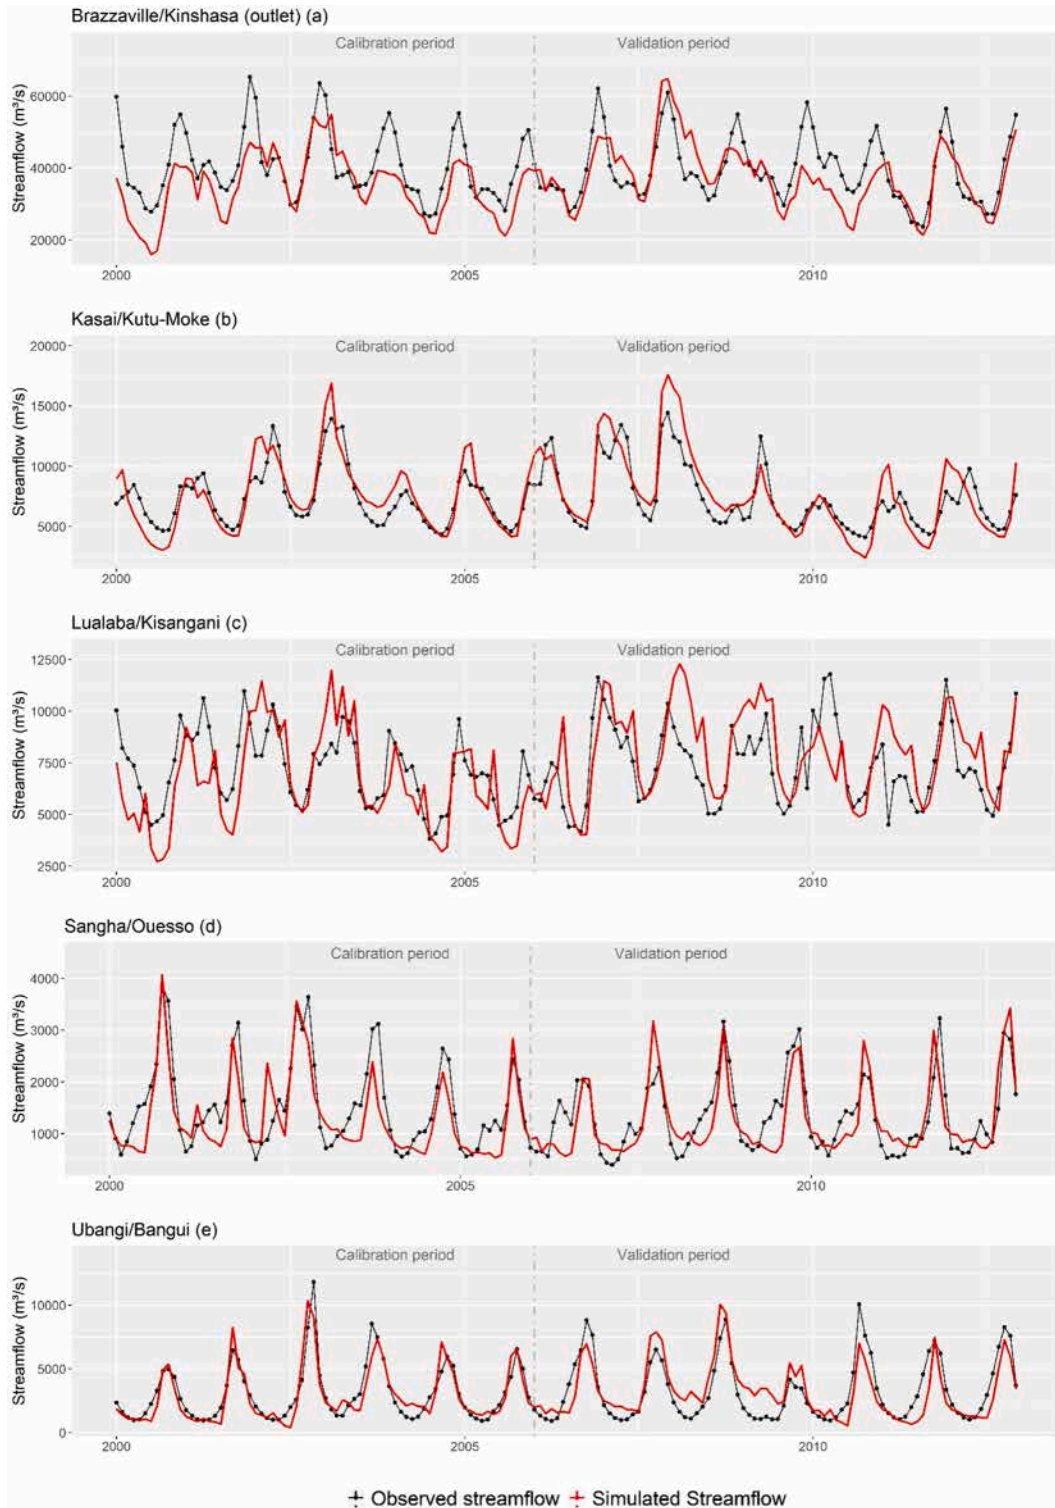 Brazzaville/Kinshasa (outlet) (a)
Calibration period Validation period
Streamflow (m³/s)
60000
40000
20000
2000 2005 2010
Kasai/Kutu-Moke (b)
Calibration period Validation period
Streamflow (m³/s)
20000
15000
10000
5000
2000 2005 2010
Lualaba/Kisangani (c)
Calibration period Validation period
Streamflow (m³/s)
12500
10000
7500
5000
2500
2000 2005 2010
Sangha/Ouesso (d)
Calibration period Validation period
Streamflow (m³/s)
4000
3000
2000
1000
2000 2005 2010
Ubangi/Bangui (e)
Calibration period Validation period
Streamflow (m³/s)
10000
5000
0
2000 2005 2010
Observed streamflow Simulated Streamflow